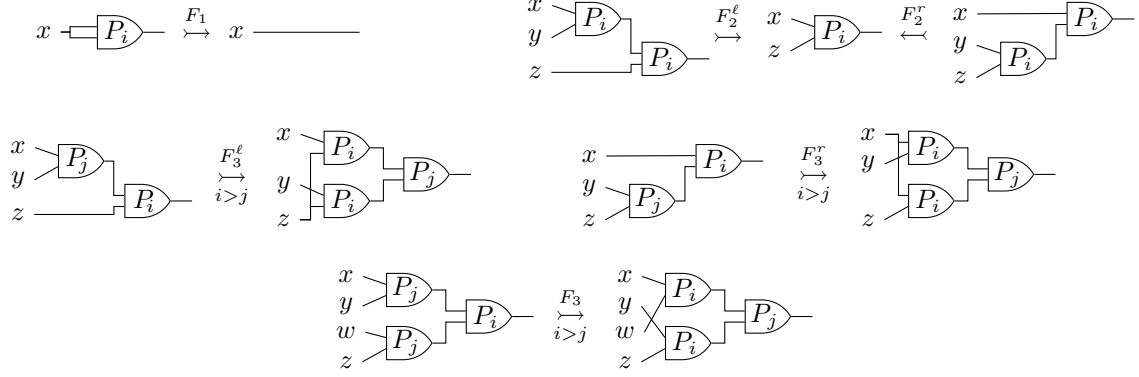 x P_i F_1 x
x y P_i z P_i F_2^ℓ x z P_i F_2^r x y z P_i P_i
x y P_j z P_i F_3^ℓ i>j x y z P_i P_i P_j
x y z P_j P_i F_3^r i>j x y z P_i P_i P_j
x y w z P_j P_j P_i F_3 i>j x y w z P_i P_i P_j